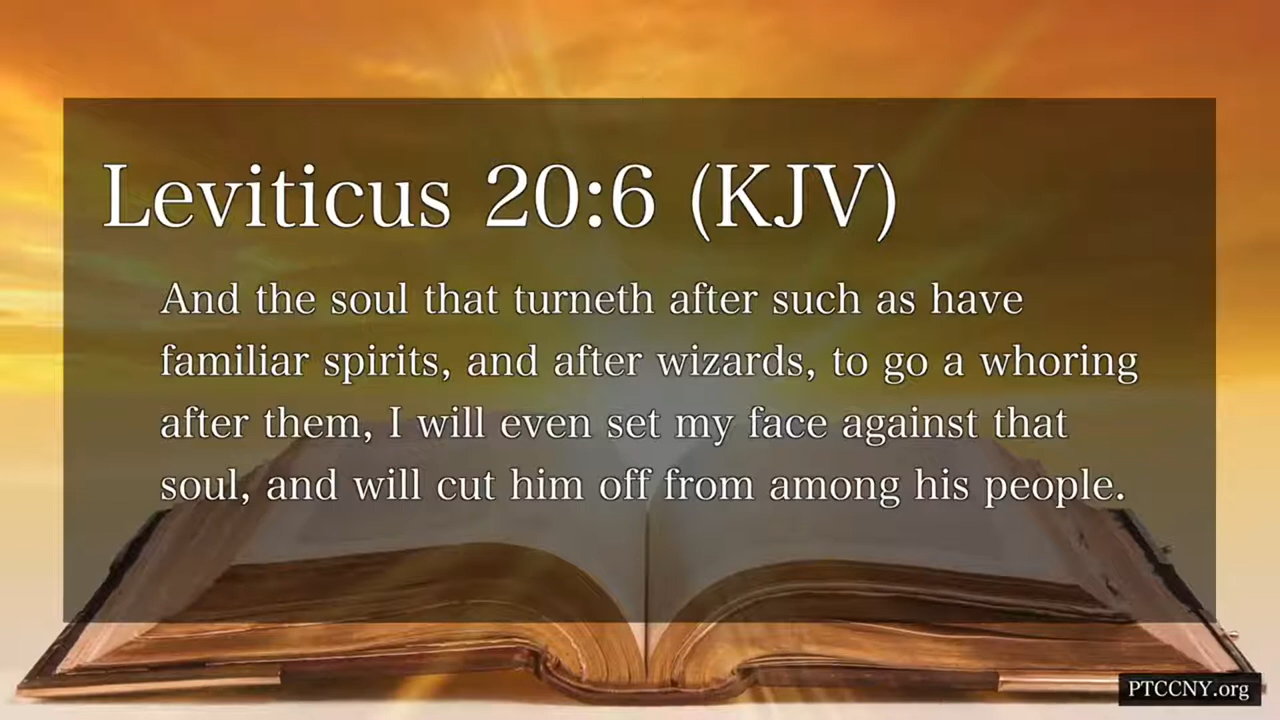 Leviticus 20:6 (KJV)
And the soul that turneth after such as have
familiar spirits, and after wizards, to go a whoring
after them, I will even set my face against that
soul, and will cut him off from among his people.
PTCCNY.org